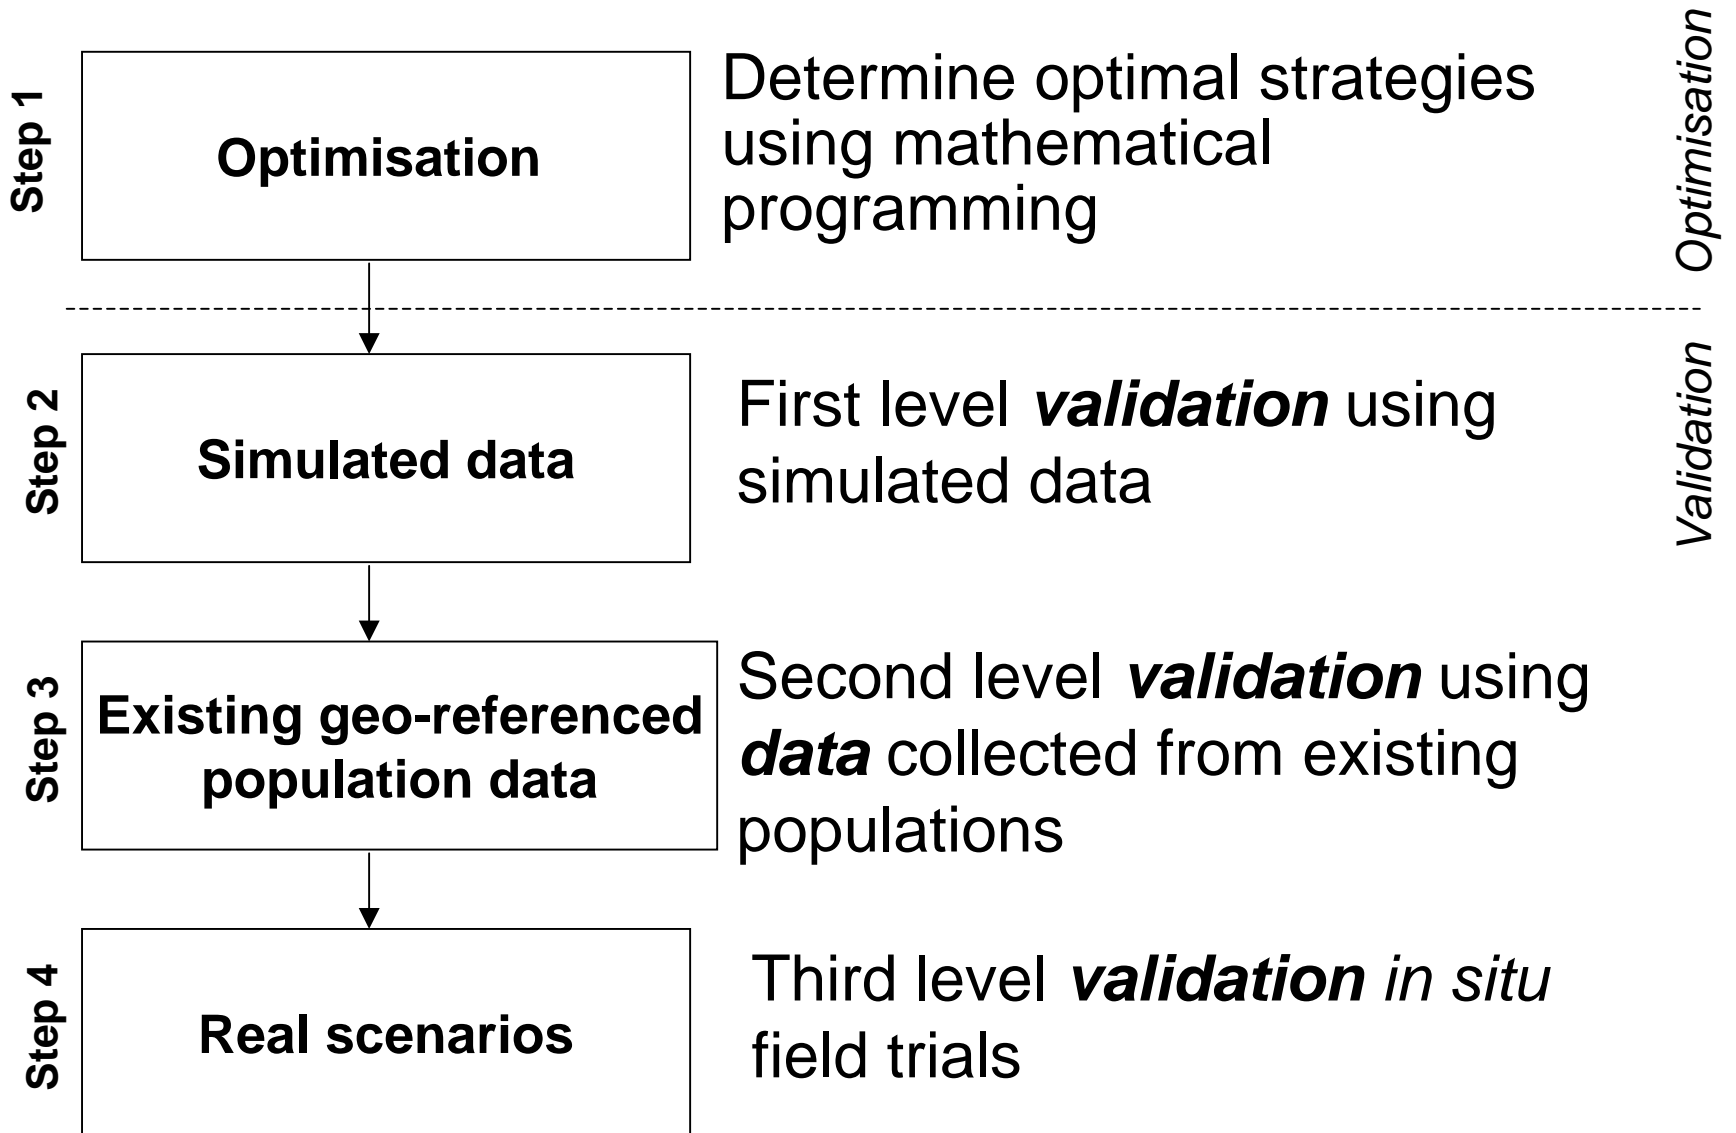 Step 1
Optimisation
Determine optimal strategies
using mathematical
programming
Optimisation
Step 2
Simulated data
First level validation using
simulated data
Validation
Step 3
Existing geo-referenced
population data
Second level validation using
data collected from existing
populations
Step 4
Real scenarios
Third level validation in situ
field trials